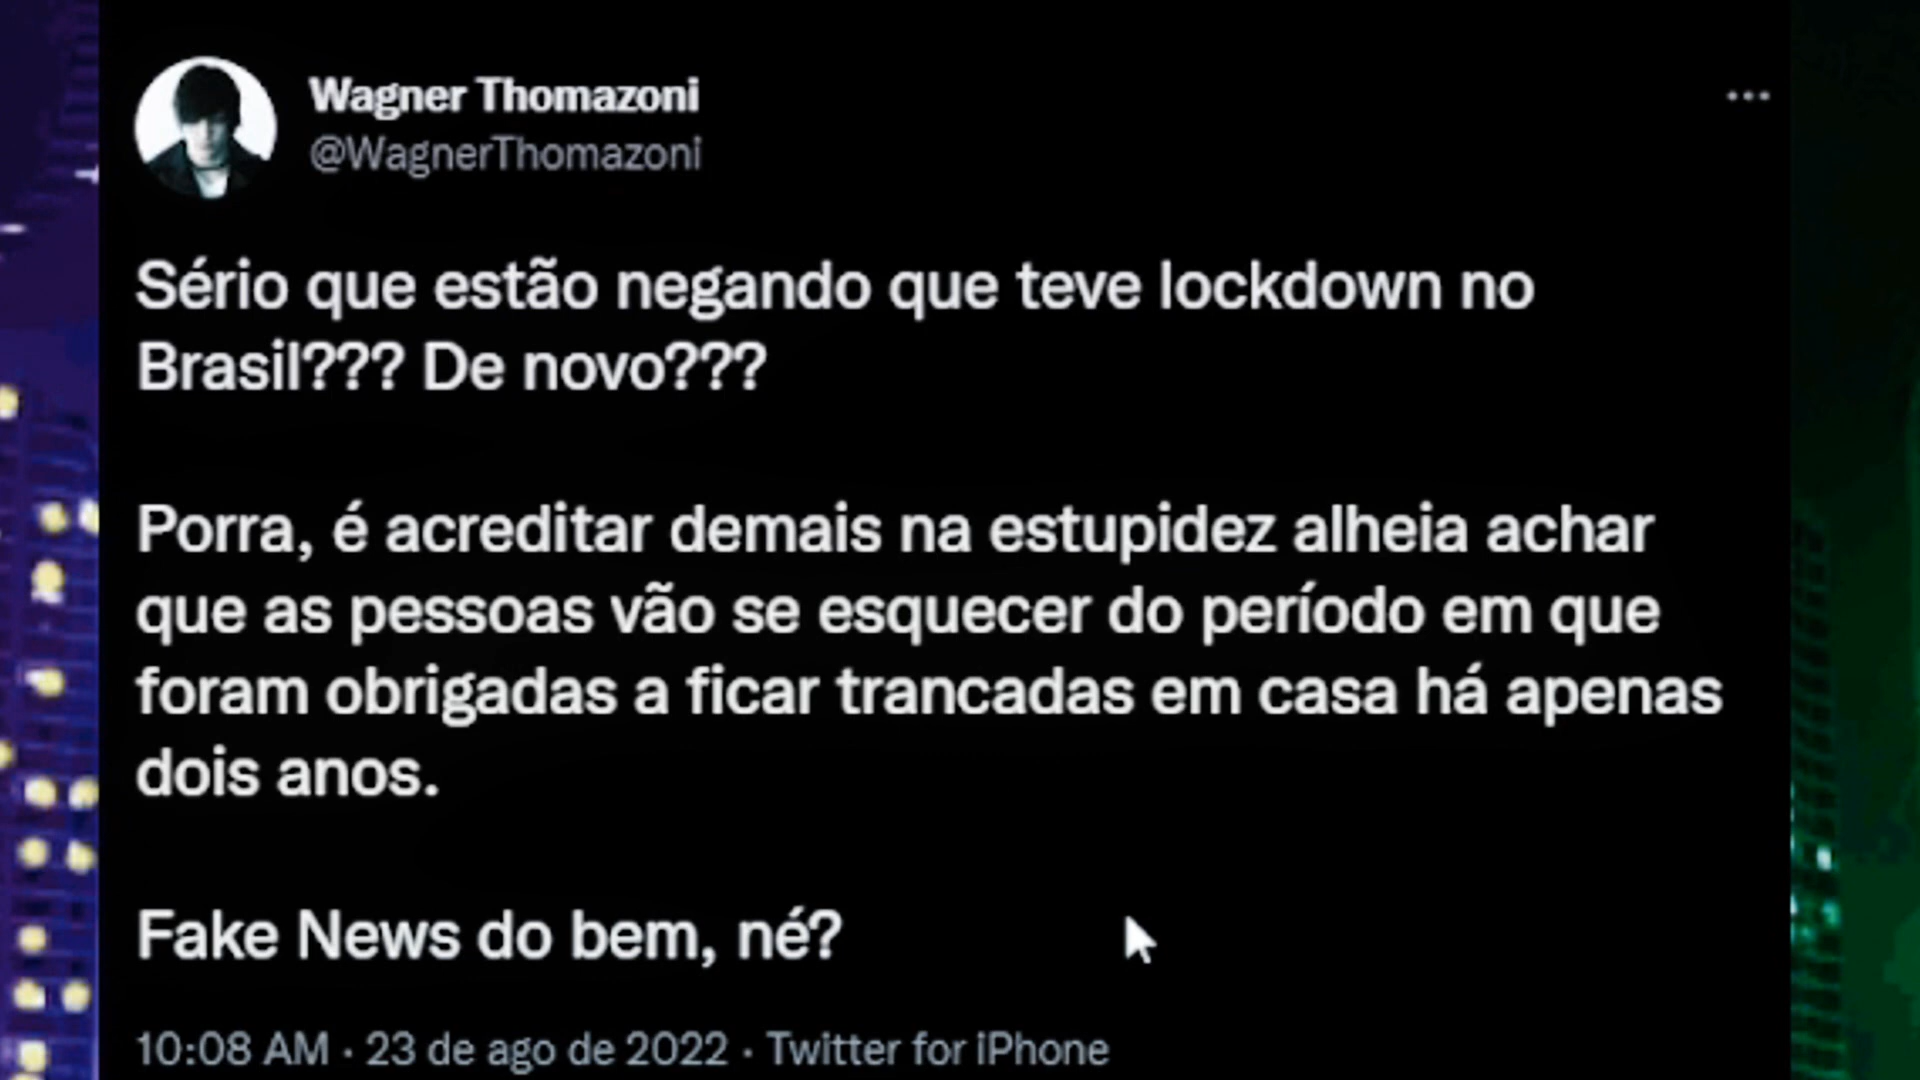 Wagner Thomazoni
@WagnerThomazoni
Sério que estão negando que teve lockdown no
Brasil??? De novo???
Porra, é acreditar demais na estupidez alheia achar
que as pessoas vão se esquecer do período em que
foram obrigadas a ficar trancadas em casa há apenas
dois anos.
Fake News do bem, né?
10:08 AM · 23 de ago de 2022 · Twitter for iPhone